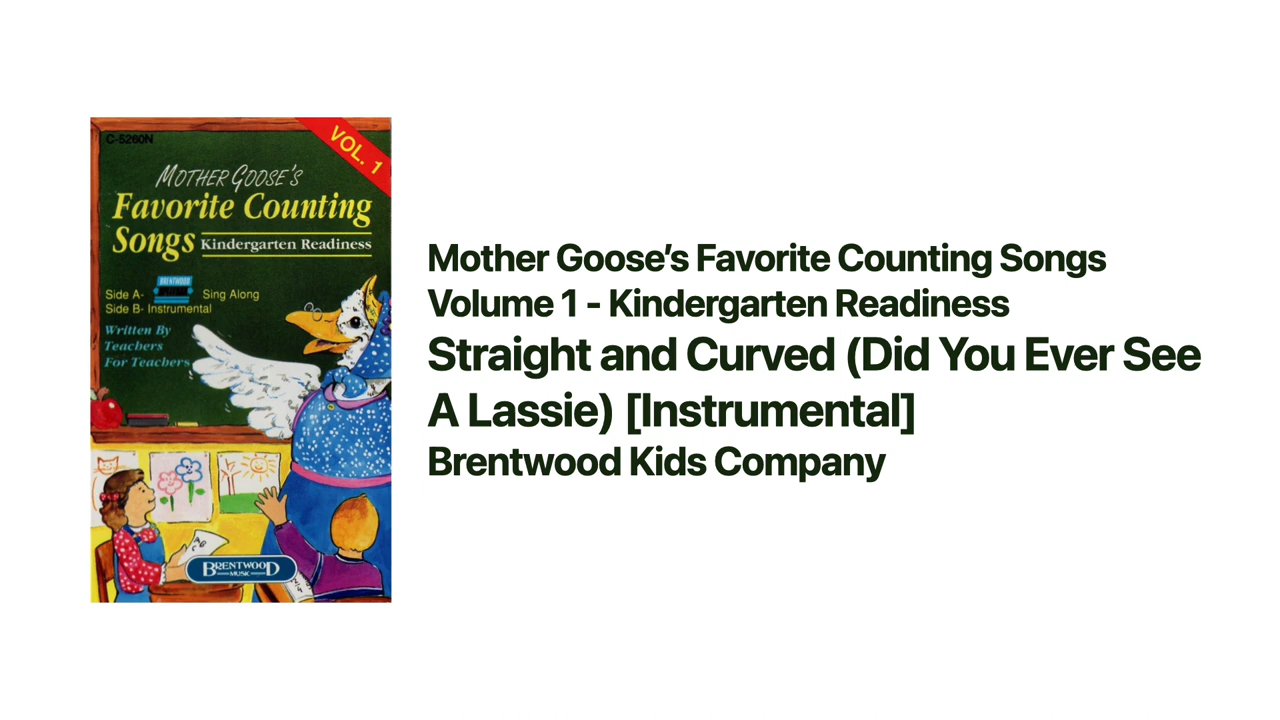 C-5260N
VOL. 1
MOTHER GOOSE'S
Favorite Counting
Songs Kindergarten Readiness
BRENTWOOD
Side A- Sing Along
Side B- Instrumental
Written By
Teachers
For Teachers
BRENTWOOD
MUSIC
Mother Goose’s Favorite Counting Songs
Volume 1 - Kindergarten Readiness
Straight and Curved (Did You Ever See
A Lassie) [Instrumental]
Brentwood Kids Company